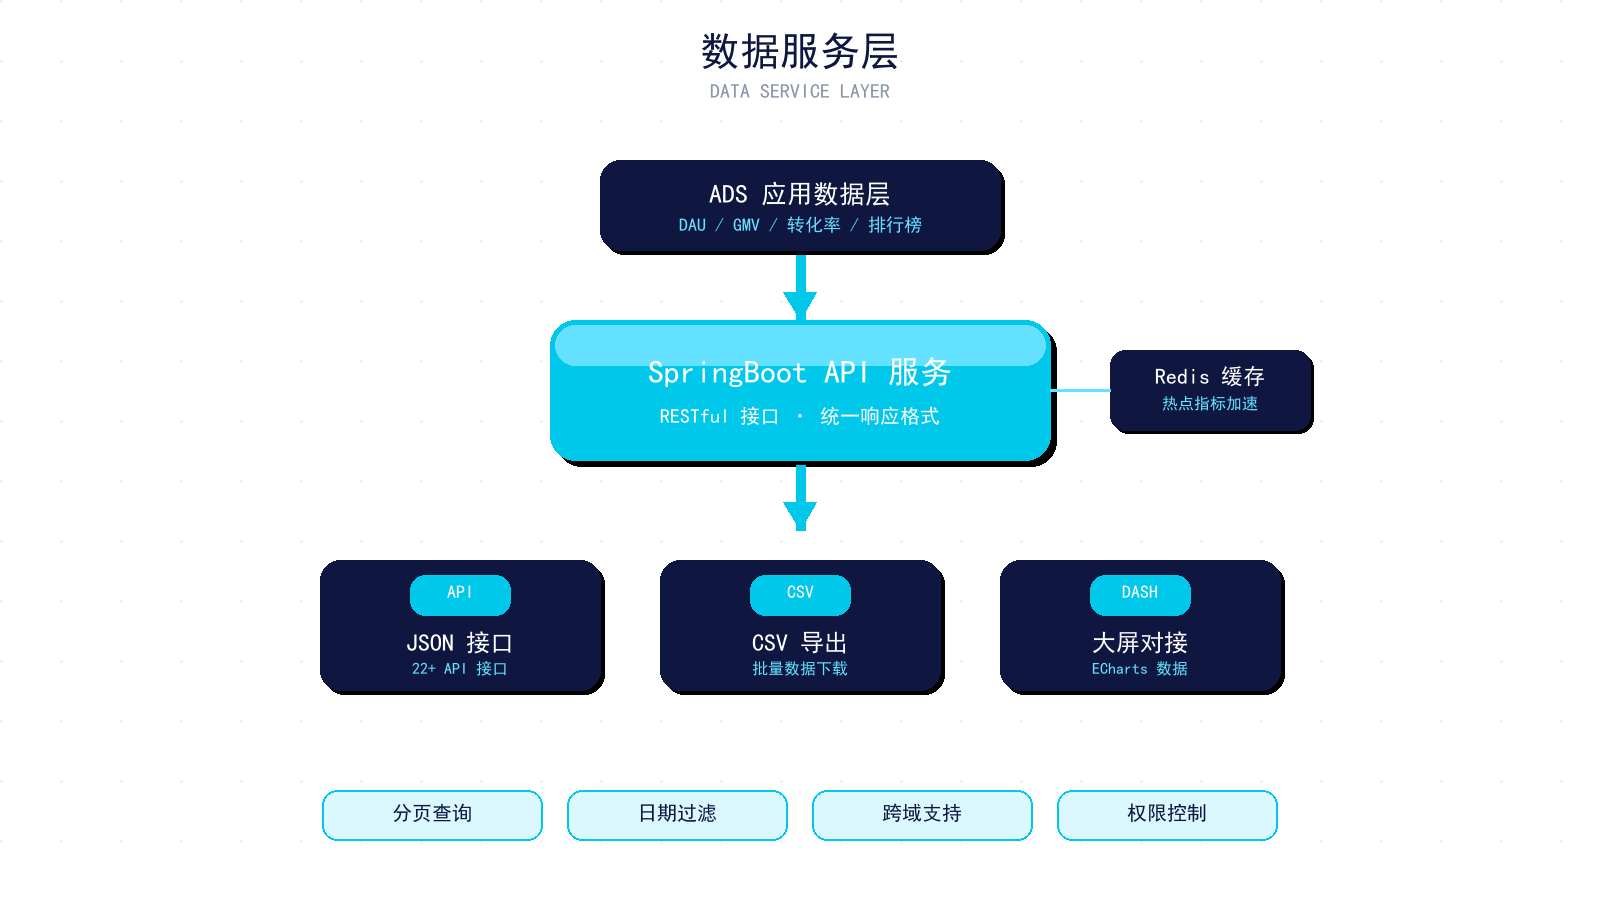 数据服务层
DATA SERVICE LAYER
ADS 应用数据层
DAU / GMV / 转化率 / 排行榜
SpringBoot API 服务
RESTful 接口 · 统一响应格式
Redis 缓存
热点指标加速
API
JSON 接口
22+ API 接口
CSV
CSV 导出
批量数据下载
DASH
大屏对接
ECharts 数据
分页查询
日期过滤
跨域支持
权限控制